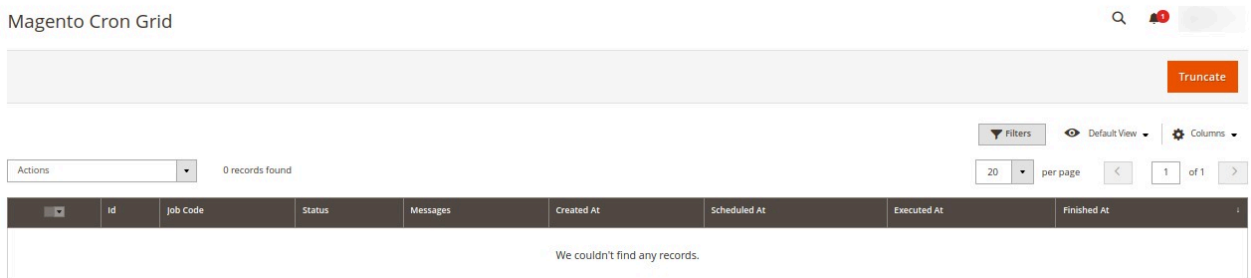 Magento Cron Grid
1
Truncate
Filters
Default View
Columns
Actions
0 records found
20
per page
1
of 1
Id
Job Code
Status
Messages
Created At
Scheduled At
Executed At
Finished At
We couldn't find any records.